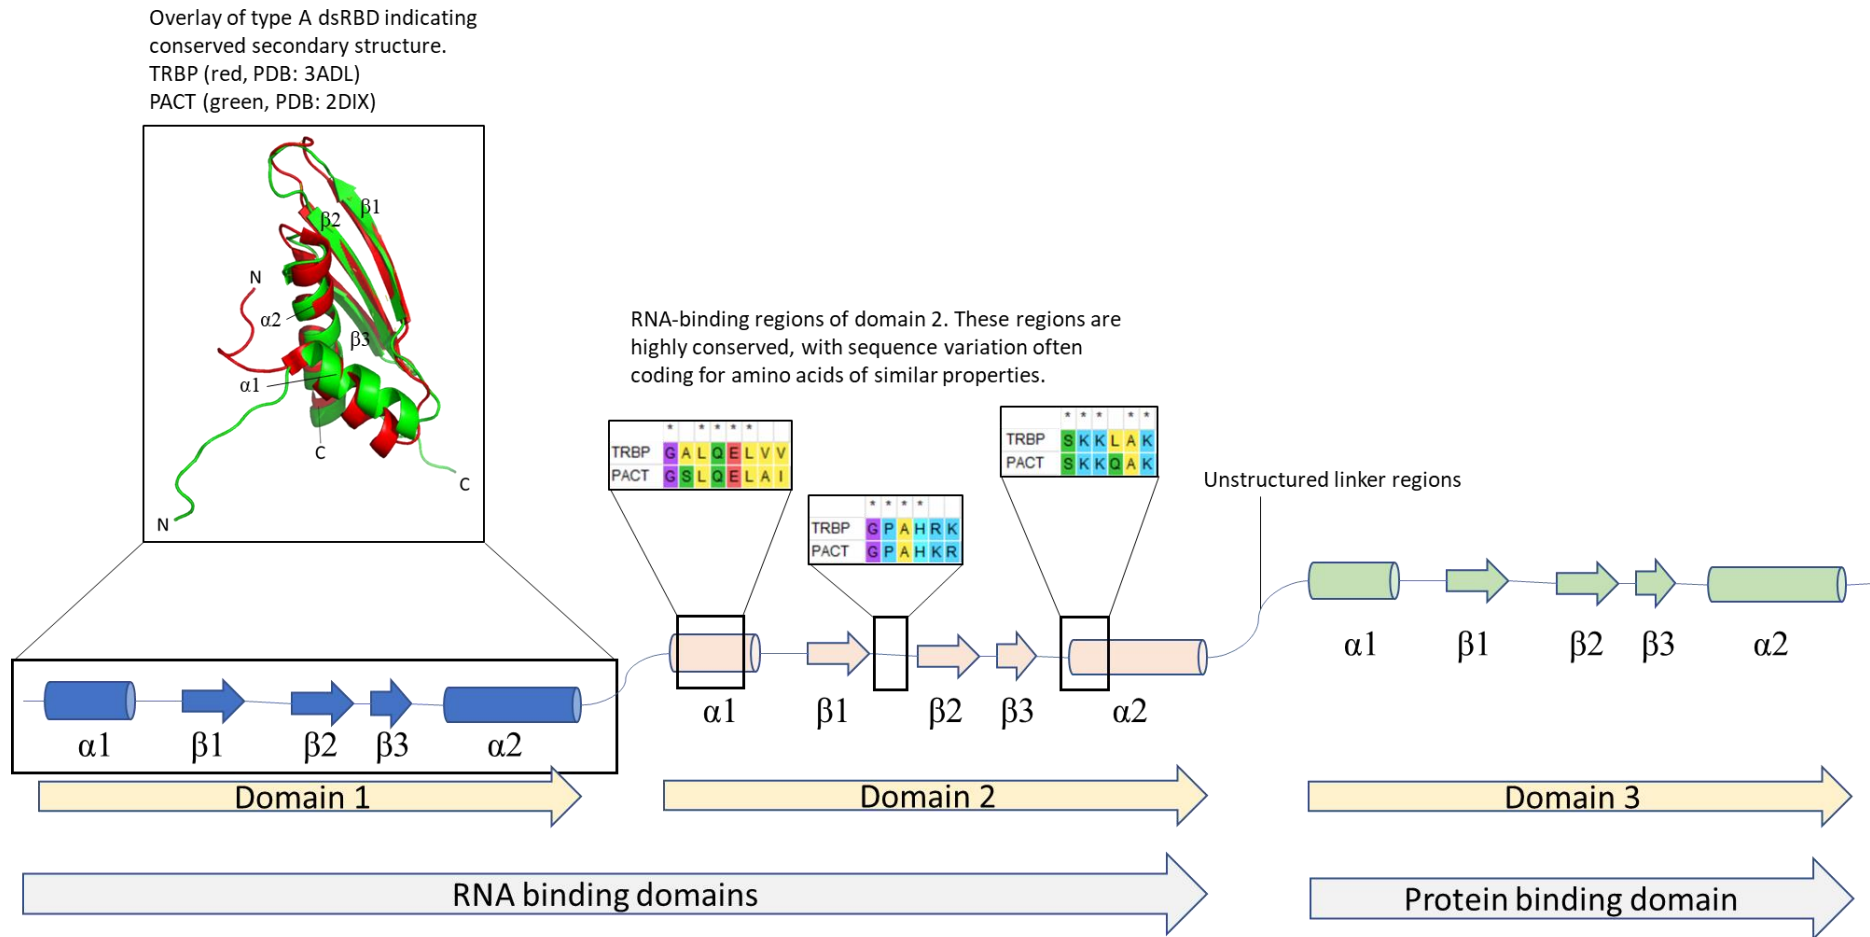 Overlay of type A dsRBD indicating
conserved secondary structure.
TRBP (red, PDB: 3ADL)
PACT (green, PDB: 2DIX)
β1
β2
N
α2
β3
α1
C
C
N
RNA-binding regions of domain 2. These regions are
highly conserved, with sequence variation often
coding for amino acids of similar properties.
* * * * *
TRBP G A L Q E L V V
PACT G S L Q E L A I
* * * *
TRBP G P A H R K
PACT G P A H K R
* * * * *
TRBP S K K L A K
PACT S K K Q A K
Unstructured linker regions
α1 β1 β2 β3 α2
α1 β1 β2 β3 α2
α1 β1 β2 β3 α2
Domain 1 Domain 2 Domain 3
RNA binding domains Protein binding domain